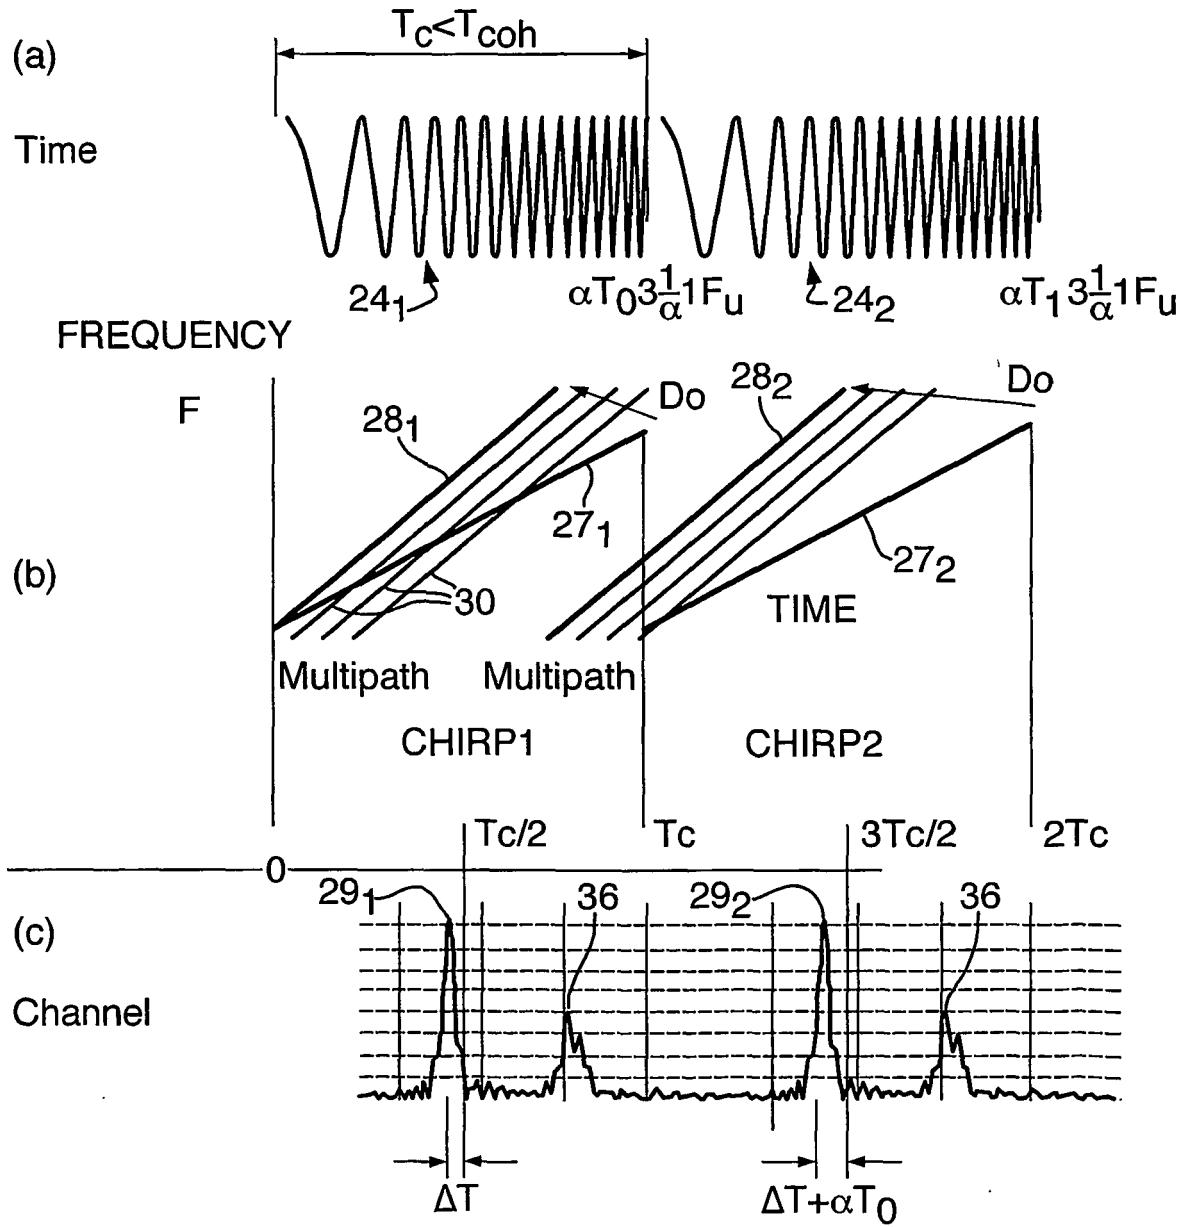 (a)
Tc<Tcoh
Time
24₁
αT₀3 1/α 1Fᵤ
24₂
αT₁3 1/α 1Fᵤ
FREQUENCY
F
28₁
Do
28₂
Do
27₁
27₂
(b)
30
TIME
Multipath
Multipath
CHIRP1
CHIRP2
Tc/2
Tc
3Tc/2
2Tc
0
29₁
36
29₂
36
(c)
Channel
ΔT
ΔT+αT₀